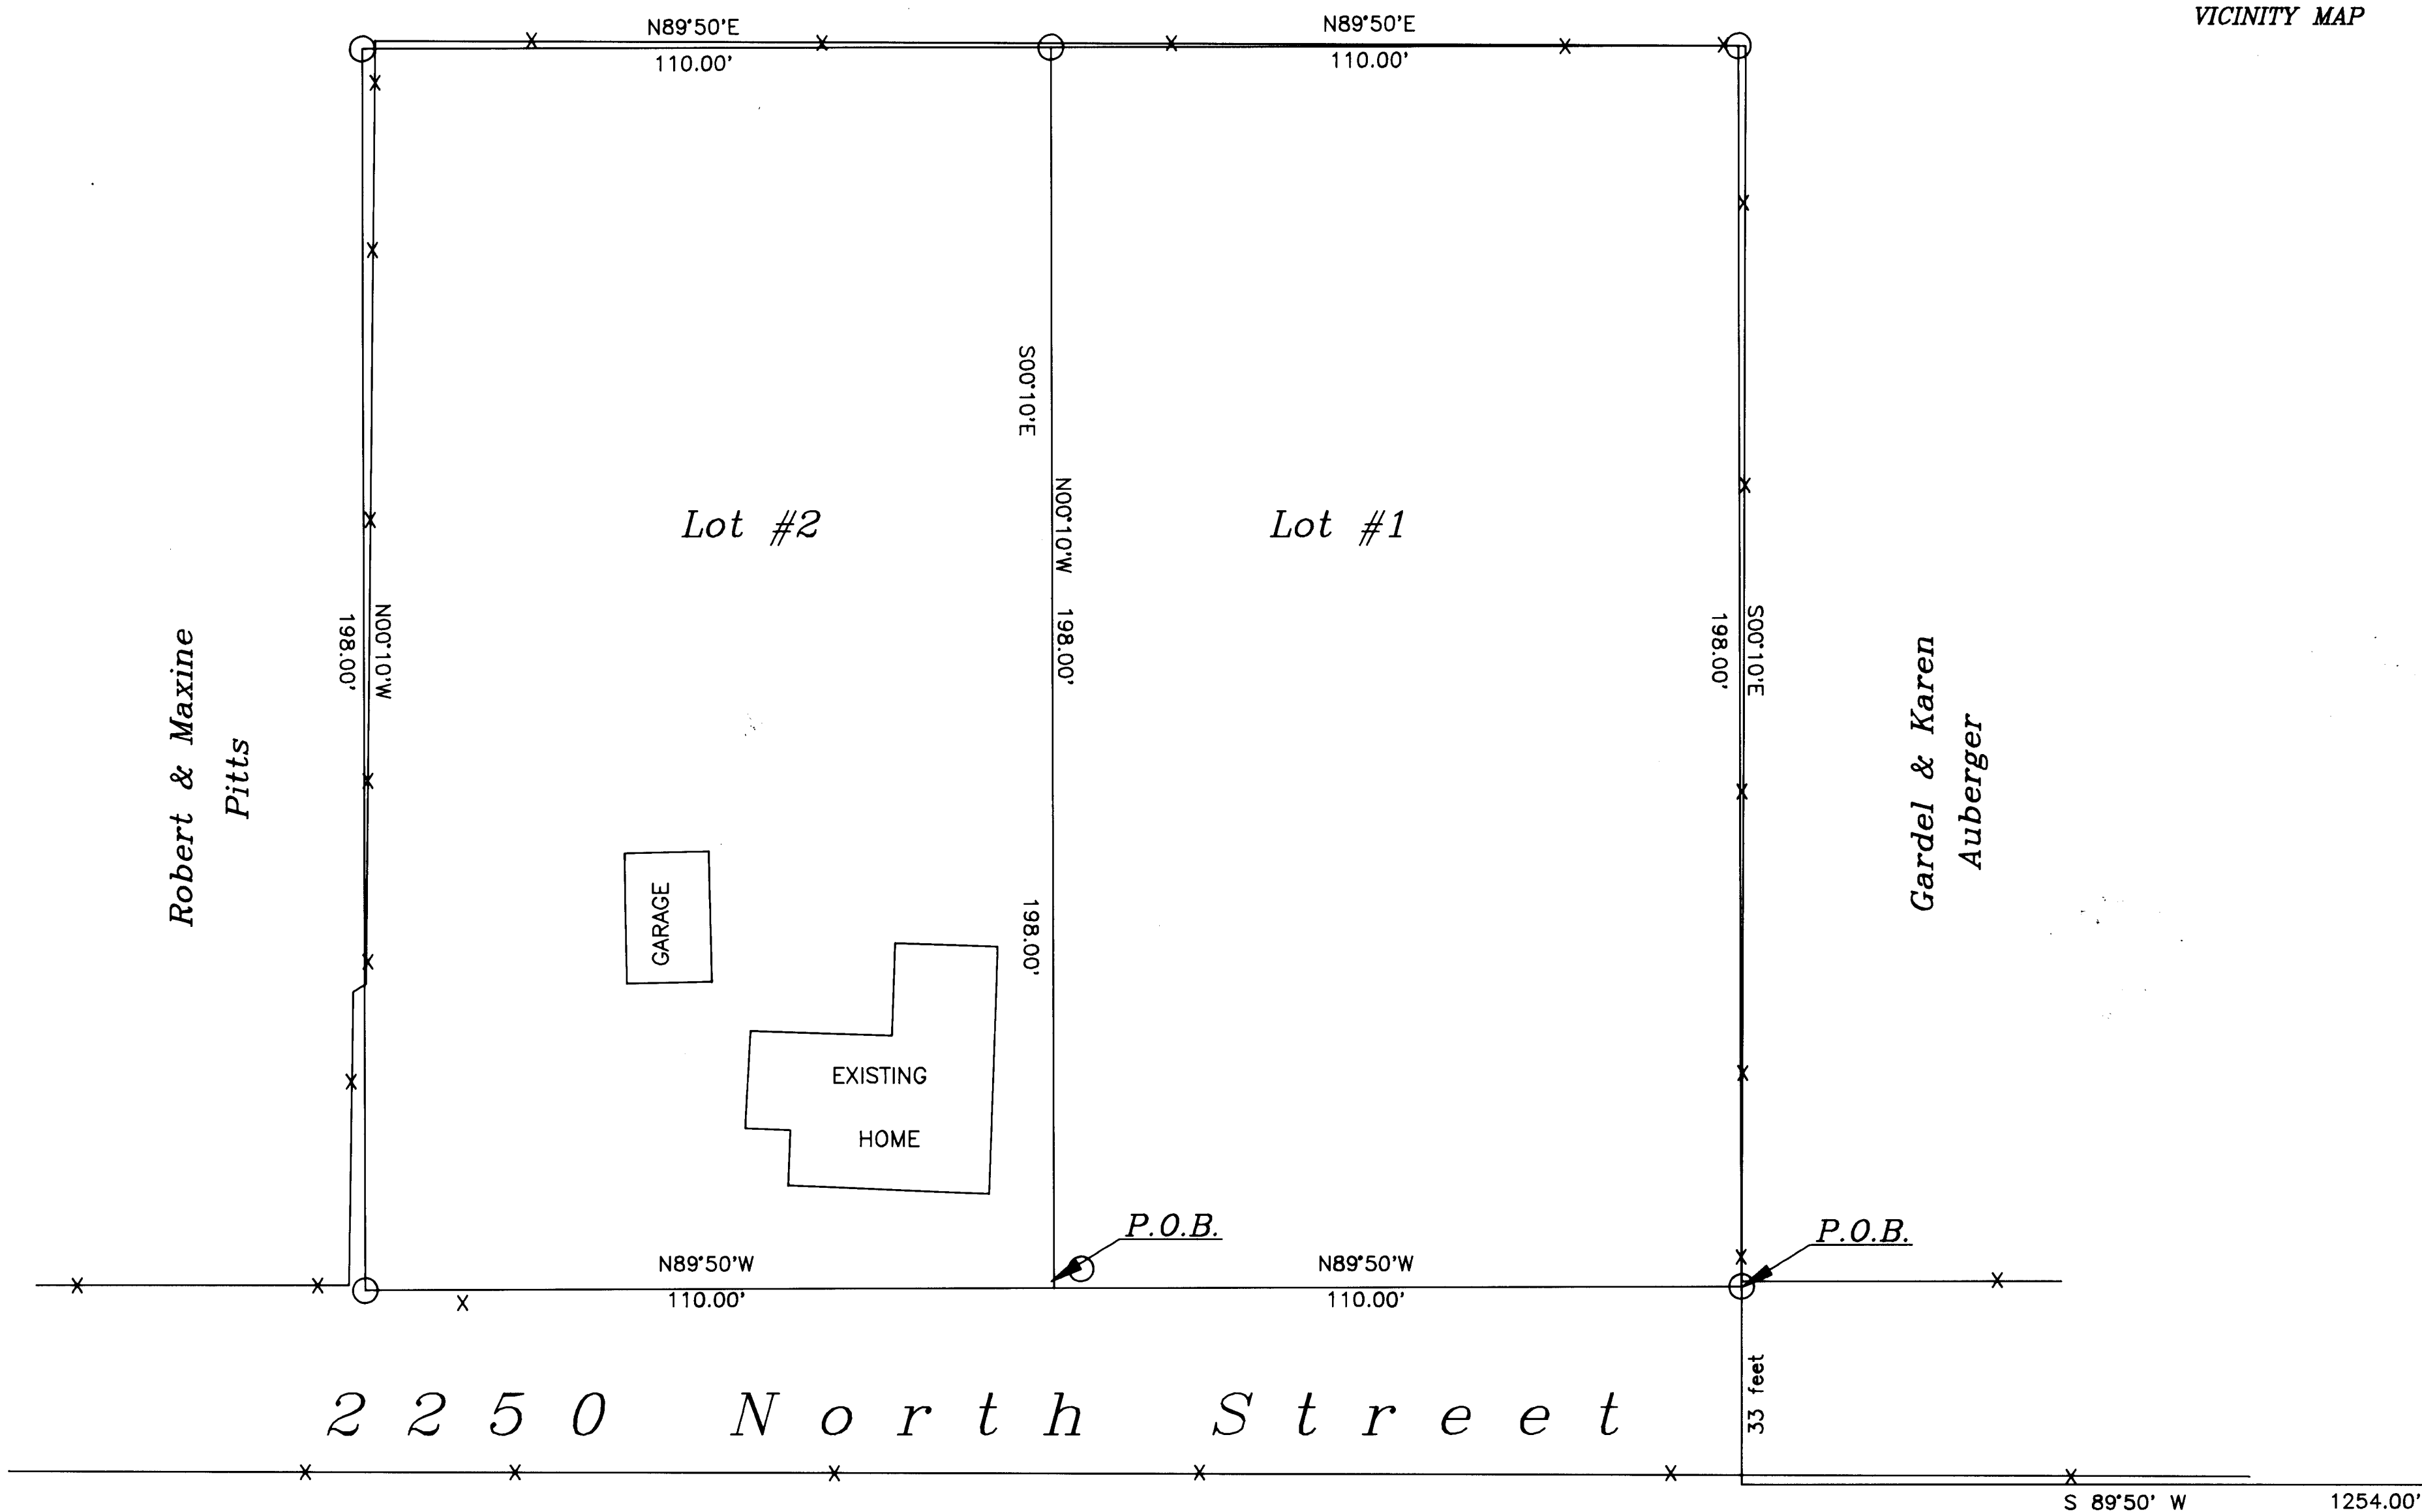 VICINITY MAP
N89°50'E
110.00'
N89°50'E
110.00'
S00°10'E
N00°10'W 198.00'
198.00'
Lot #2
Lot #1
N00°10'W
198.00'
S00°10'E
198.00'
Robert & Maxine
Pitts
Gardel & Karen
Auberger
GARAGE
EXISTING
HOME
P.O.B.
P.O.B.
N89°50'W
110.00'
N89°50'W
110.00'
33 feet
2250 North Street
S 89°50' W 1254.00'